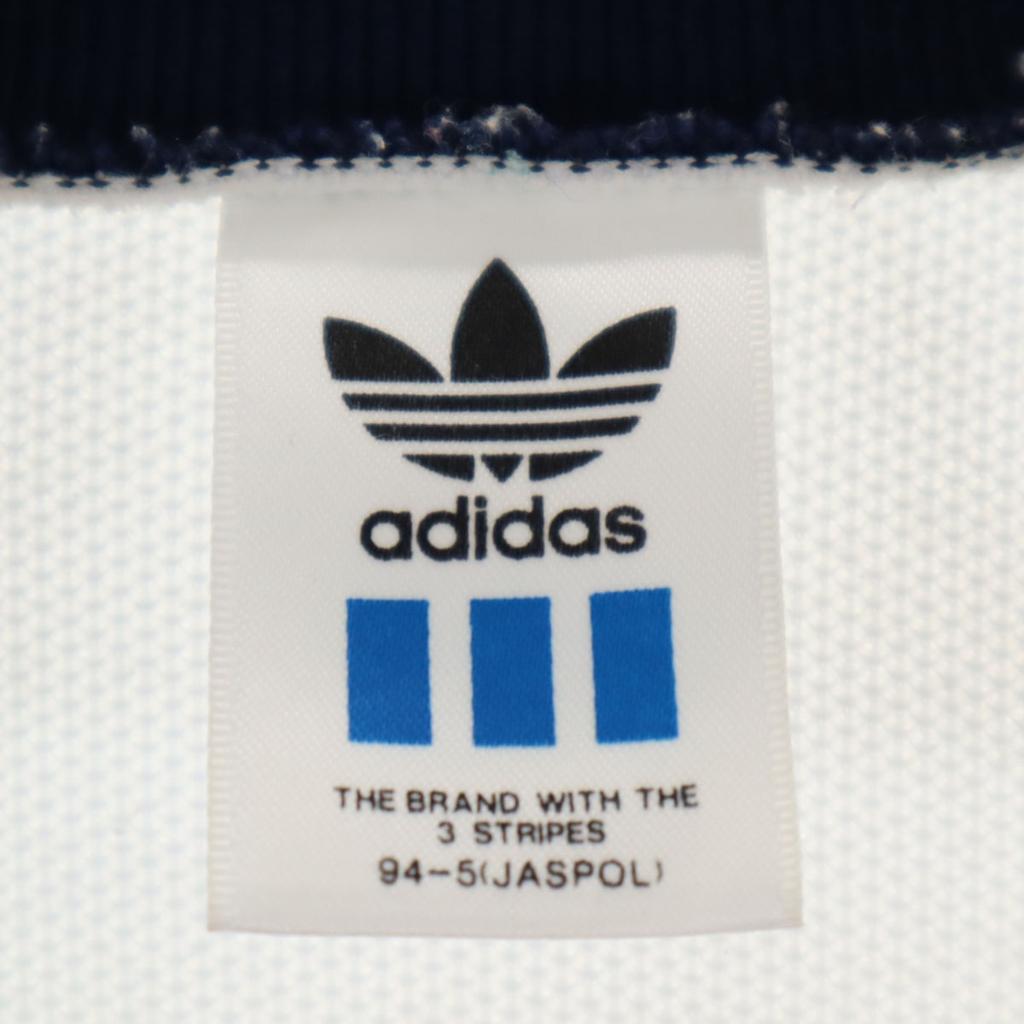 adidas
THE BRAND WITH THE
3 STRIPES
94-5(JASPOL)